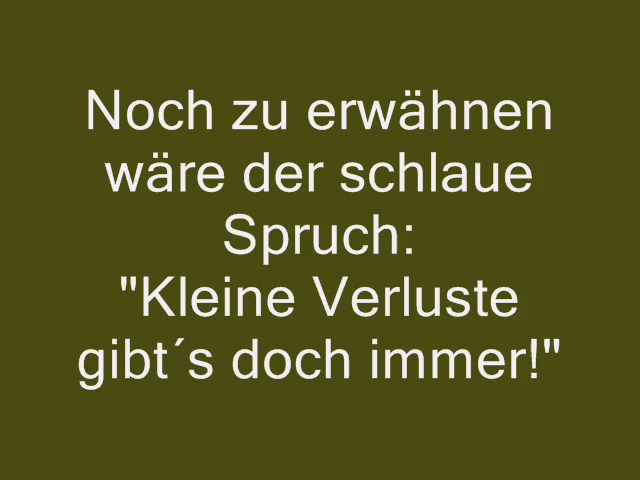 Noch zu erwähnen
wäre der schlaue
Spruch:
"Kleine Verluste
gibt´s doch immer!"